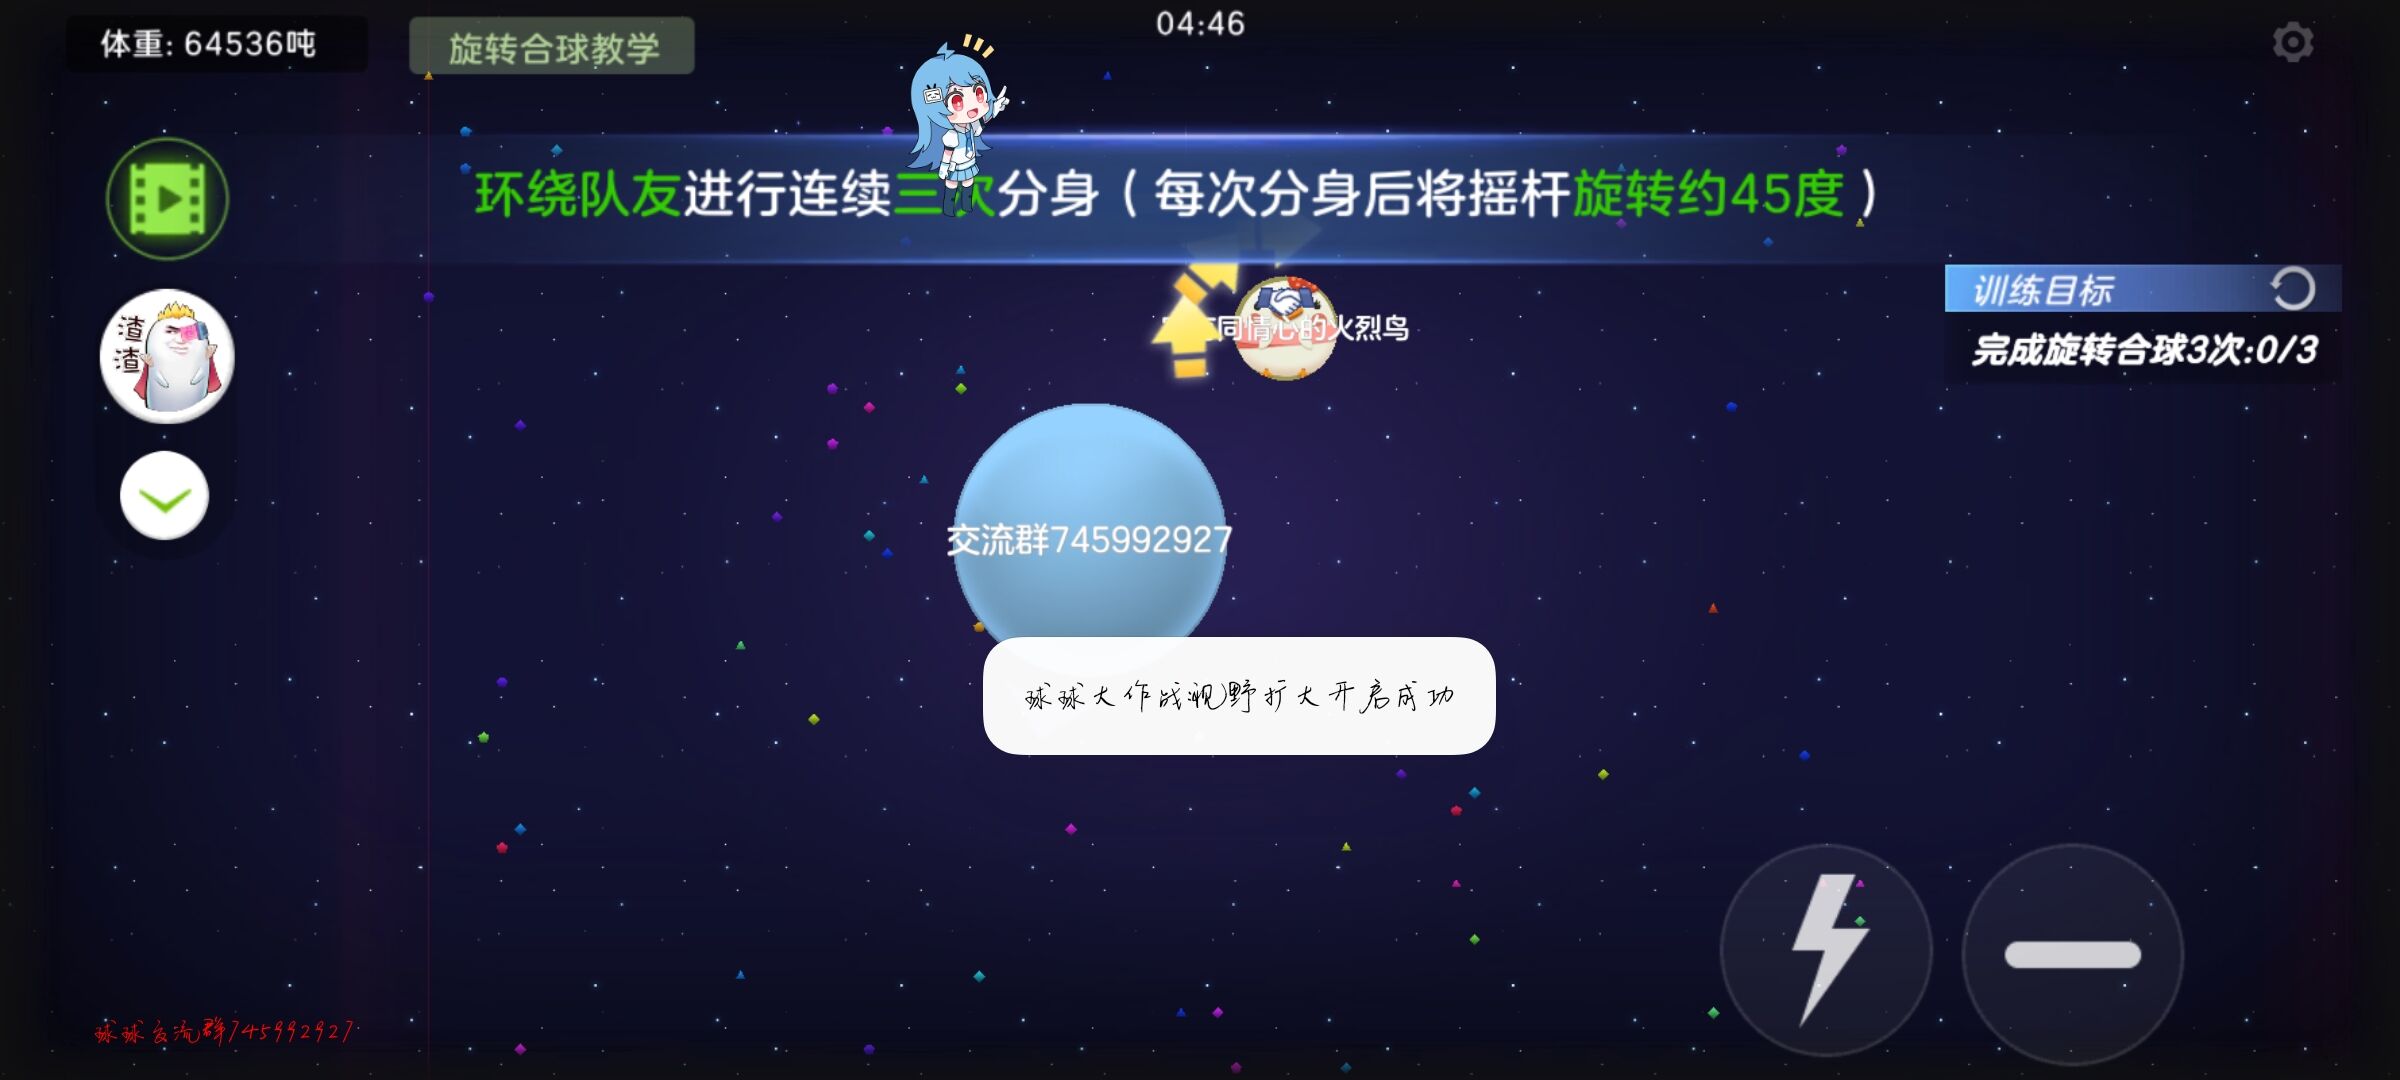 体重: 64536吨
旋转合球教学
04:46
环绕队友进行连续三次分身（每次分身后将摇杆旋转约45度）
训练目标
完成旋转合球3次:0/3
渣渣
同情心的火烈鸟
交流群745992927
球球大作战视野扩大开启成功
球球交流群745992927